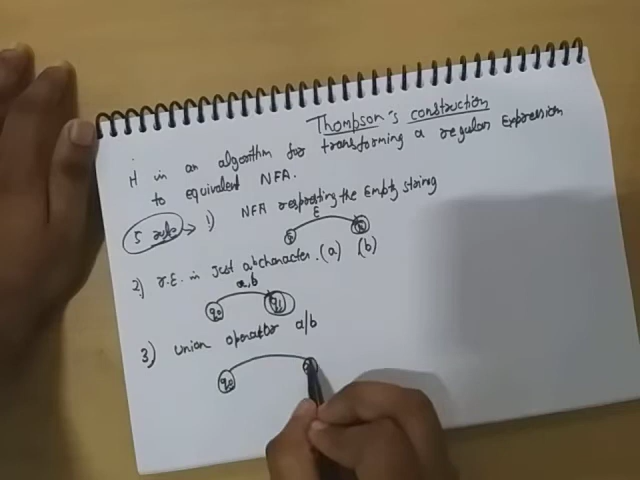 Thompson's construction
it is an algorithm for transforming a regular Expression
to equivalent NFA.
5 rule → 1) NFA respresting the Empty string
ε
2) r.E. is just a,b character. (a) (b)
a,b
q0 q1
3) union operator a/b
q0